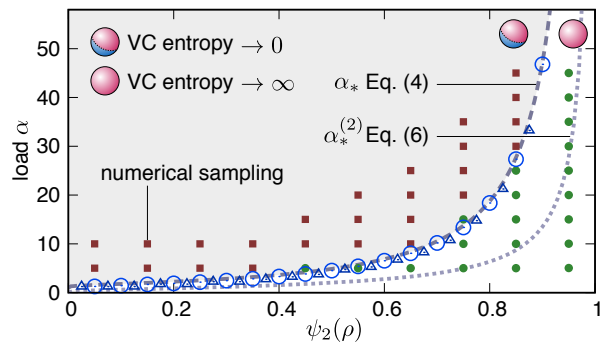 VC entropy → 0
VC entropy → ∞
α* Eq. (4)
α*^(2) Eq. (6)
numerical sampling
load α
50
40
30
20
10
0
0 0.2 0.4 0.6 0.8 1
ψ₂(ρ)